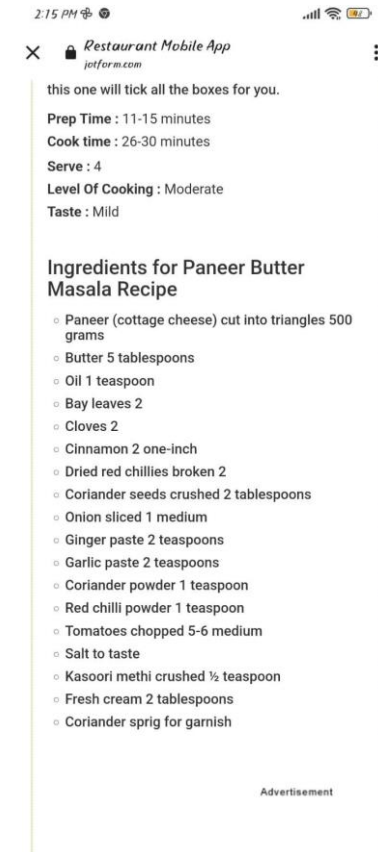 2:15 PM
Restaurant Mobile App
jotform.com
this one will tick all the boxes for you.
Prep Time : 11-15 minutes
Cook time : 26-30 minutes
Serve : 4
Level Of Cooking : Moderate
Taste : Mild
Ingredients for Paneer Butter
Masala Recipe
Paneer (cottage cheese) cut into triangles 500
grams
Butter 5 tablespoons
Oil 1 teaspoon
Bay leaves 2
Cloves 2
Cinnamon 2 one-inch
Dried red chillies broken 2
Coriander seeds crushed 2 tablespoons
Onion sliced 1 medium
Ginger paste 2 teaspoons
Garlic paste 2 teaspoons
Coriander powder 1 teaspoon
Red chilli powder 1 teaspoon
Tomatoes chopped 5-6 medium
Salt to taste
Kasoori methi crushed ½ teaspoon
Fresh cream 2 tablespoons
Coriander sprig for garnish
Advertisement